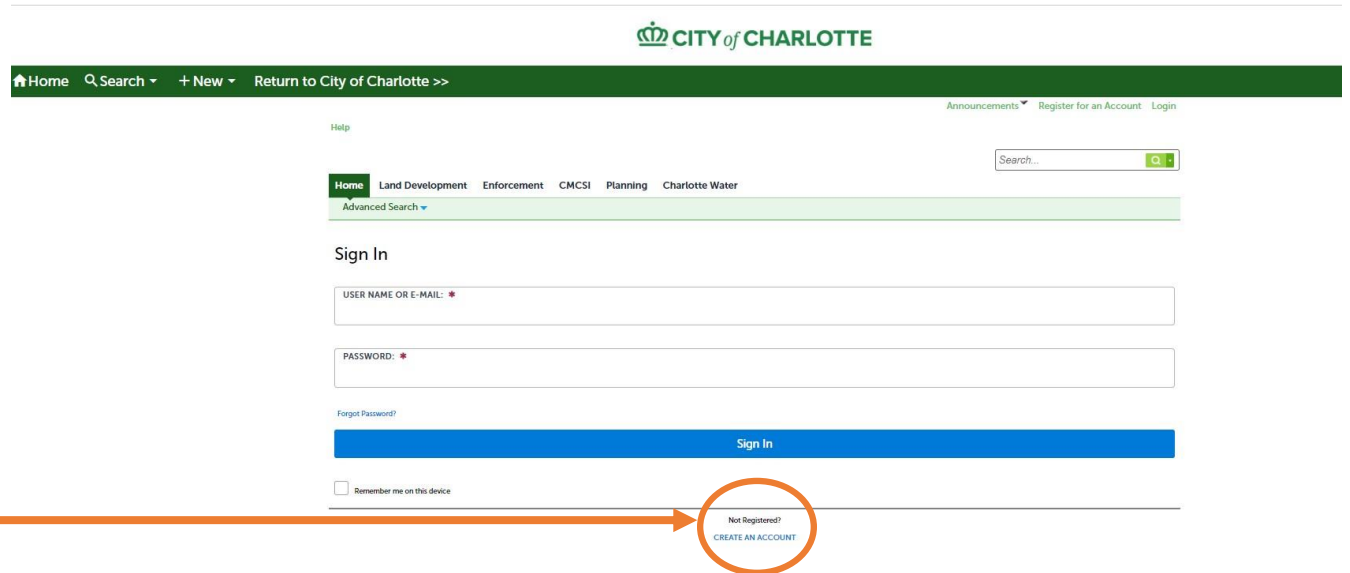 CITY of CHARLOTTE
Home Search + New Return to City of Charlotte >>
Announcements Register for an Account Login
Help
Search...
Home Land Development Enforcement CMCSI Planning Charlotte Water
Advanced Search
Sign In
USER NAME OR E-MAIL: *
PASSWORD: *
Forgot Password?
Sign In
Remember me on this device
Not Registered?
CREATE AN ACCOUNT